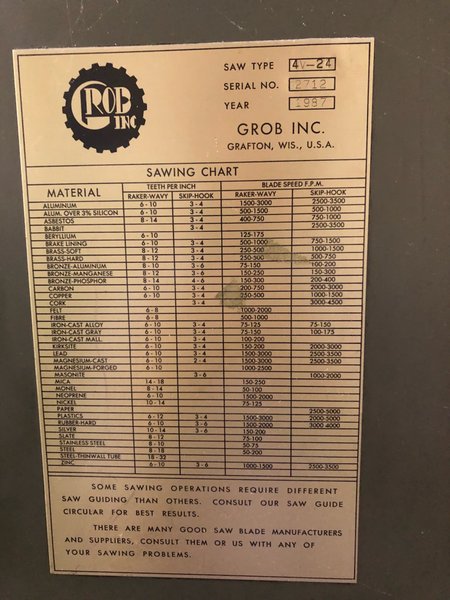 GROB INC
SAW TYPE 4V-24
SERIAL NO. 2712
YEAR 1987
GROB INC.
GRAFTON, WIS., U.S.A.
SAWING CHART
MATERIAL TEETH PER INCH BLADE SPEED F.P.M.
RAKER-WAVY SKIP-HOOK RAKER-WAVY SKIP-HOOK
ALUMINUM 6 - 10 3 - 4 1500-3000 2500-3500
ALUM. OVER 3% SILICON 6 - 10 3 - 4 500-1500 500-1000
ASBESTOS 8 - 14 3 - 4 400-750 750-1000
BABBIT 3 - 4 2500-3500
BERYLLIUM 6 - 10 125-175
BRAKE LINING 6 - 10 3 - 4 500-1000 750-1500
BRASS-SOFT 8 - 12 3 - 4 250-500 500-1000
BRASS-HARD 8 - 12 3 - 4 250-300 500-750
BRONZE-ALUMINUM 8 - 10 3 - 6 75-150 100-200
BRONZE-MANGANESE 8 - 12 3 - 6 150-250 150-300
BRONZE-PHOSPHOR 8 - 14 4 - 6 150-300 200-400
CARBON 6 - 10 3 - 4 200-750 2000-3000
COPPER 6 - 10 3 - 4 250-500 1000-1500
CORK 3 - 4 3000-4500
FELT 6 - 8 1000-2000
FIBRE 6 - 8 500-1000
IRON-CAST ALLOY 6 - 10 3 - 4 75-125 75-150
IRON-CAST GRAY 6 - 10 3 - 4 75-150 100-175
IRON-CAST MALL. 6 - 10 3 - 4 100-200
KIRKSITE 6 - 10 3 - 4 150-200 2000-3000
LEAD 6 - 10 3 - 4 1500-3000 2500-3500
MAGNESIUM-CAST 6 - 10 2 - 4 1500-3000 2500-3500
MAGNESIUM-FORGED 6 - 10 1000-2500
MASONITE 3 - 6 1000-2000
MICA 14 - 18 150-250
MONEL 8 - 14 50-100
NEOPRENE 6 - 10 1500-2000
NICKEL 10 - 14 75-125
PAPER 2500-5000
PLASTICS 6 - 12 3 - 4 1500-3000 2000-5000
RUBBER-HARD 6 - 10 3 - 4 1500-2000 3000-4000
SILVER 10 - 14 3 - 6 150-200
SLATE 8 - 12 75-100
STAINLESS STEEL 6 - 10 50-75
STEEL 8 - 18 50-200
STEEL-THINWALL TUBE 18 - 32
ZINC 6 - 10 3 - 6 1000-1500 2500-3500
SOME SAWING OPERATIONS REQUIRE DIFFERENT
SAW GUIDING THAN OTHERS. CONSULT OUR SAW GUIDE
CIRCULAR FOR BEST RESULTS.
THERE ARE MANY GOOD SAW BLADE MANUFACTURERS
AND SUPPLIERS, CONSULT THEM OR US WITH ANY OF
YOUR SAWING PROBLEMS.